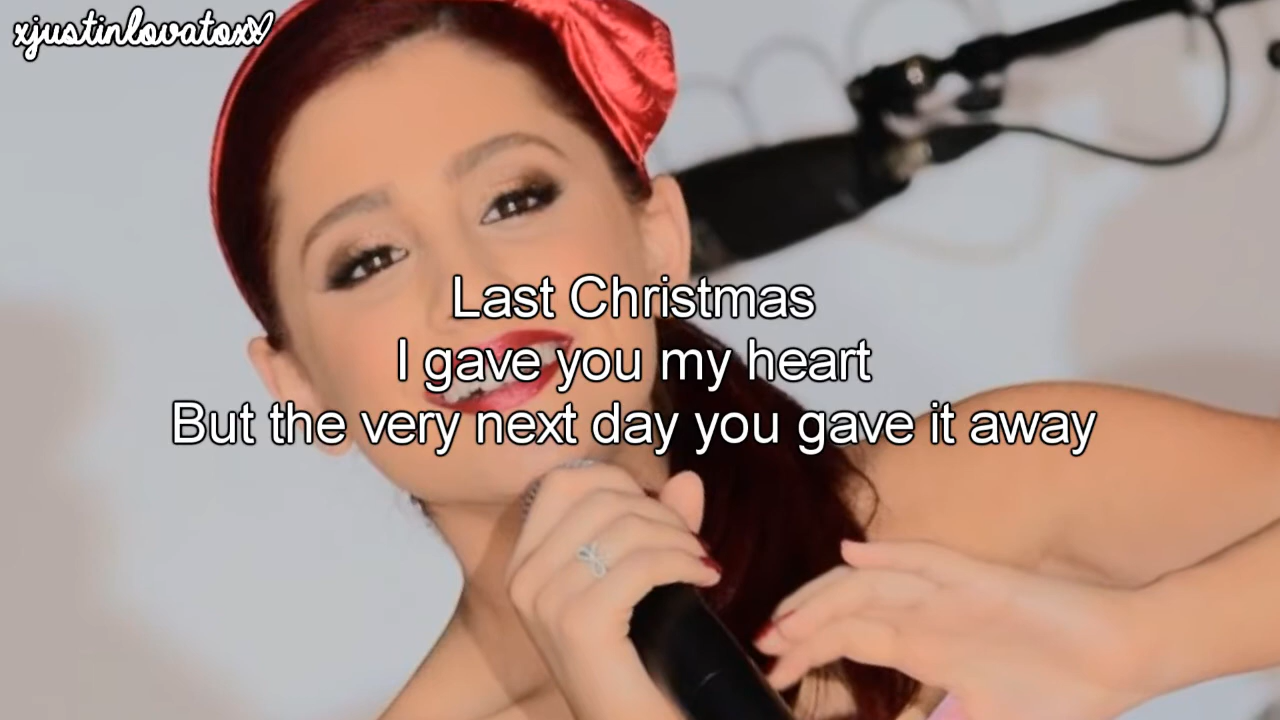 xjustinlovatoxx
Last Christmas
I gave you my heart
But the very next day you gave it away